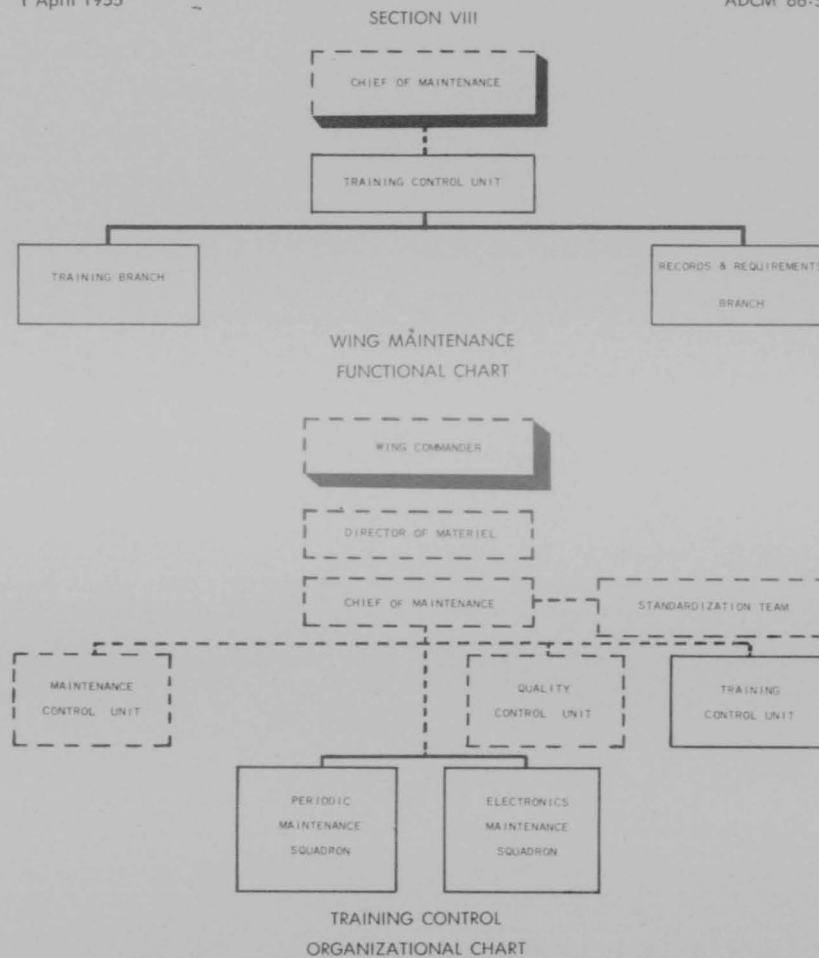 1 April 1955
SECTION VIII
ADCM 66-
CHIEF OF MAINTENANCE
TRAINING CONTROL UNIT
TRAINING BRANCH
RECORDS & REQUIREMENTS
BRANCH
WING MAINTENANCE
FUNCTIONAL CHART
WING COMMANDER
DIRECTOR OF MATERIEL
CHIEF OF MAINTENANCE
STANDARDIZATION TEAM
MAINTENANCE
CONTROL UNIT
QUALITY
CONTROL UNIT
TRAINING
CONTROL UNIT
PERIODIC
MAINTENANCE
SQUADRON
ELECTRONICS
MAINTENANCE
SQUADRON
TRAINING CONTROL
ORGANIZATIONAL CHART